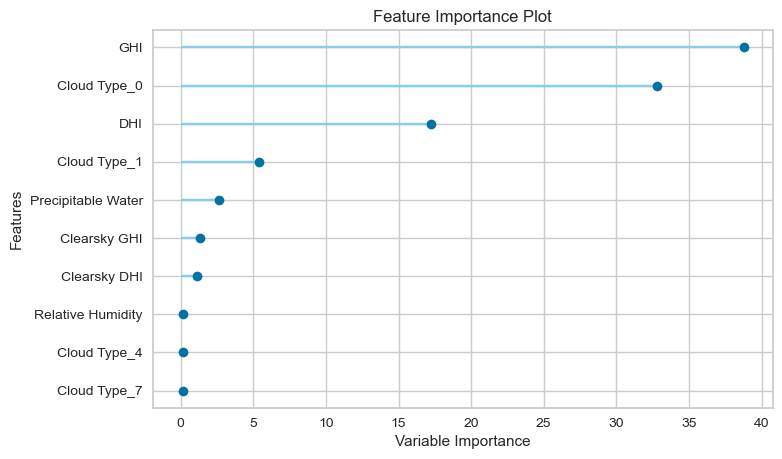 Feature Importance Plot
GHI
Cloud Type_0
DHI
Cloud Type_1
Precipitable Water
Clearsky GHI
Clearsky DHI
Relative Humidity
Cloud Type_4
Cloud Type_7
Features
0 5 10 15 20 25 30 35 40
Variable Importance